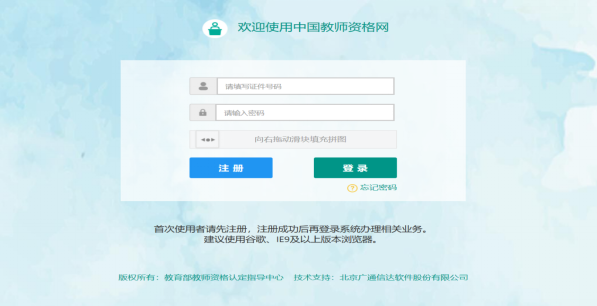 欢迎使用中国教师资格网
请填写证件号码
请输入密码
向右拖动滑块填充拼图
注 册 登 录
忘记密码
首次使用者请先注册，注册成功后再登录系统办理相关业务。
建议使用谷歌、IE9及以上版本浏览器。
版权所有：教育部教师资格认定指导中心 技术支持：北京广通信达软件股份有限公司